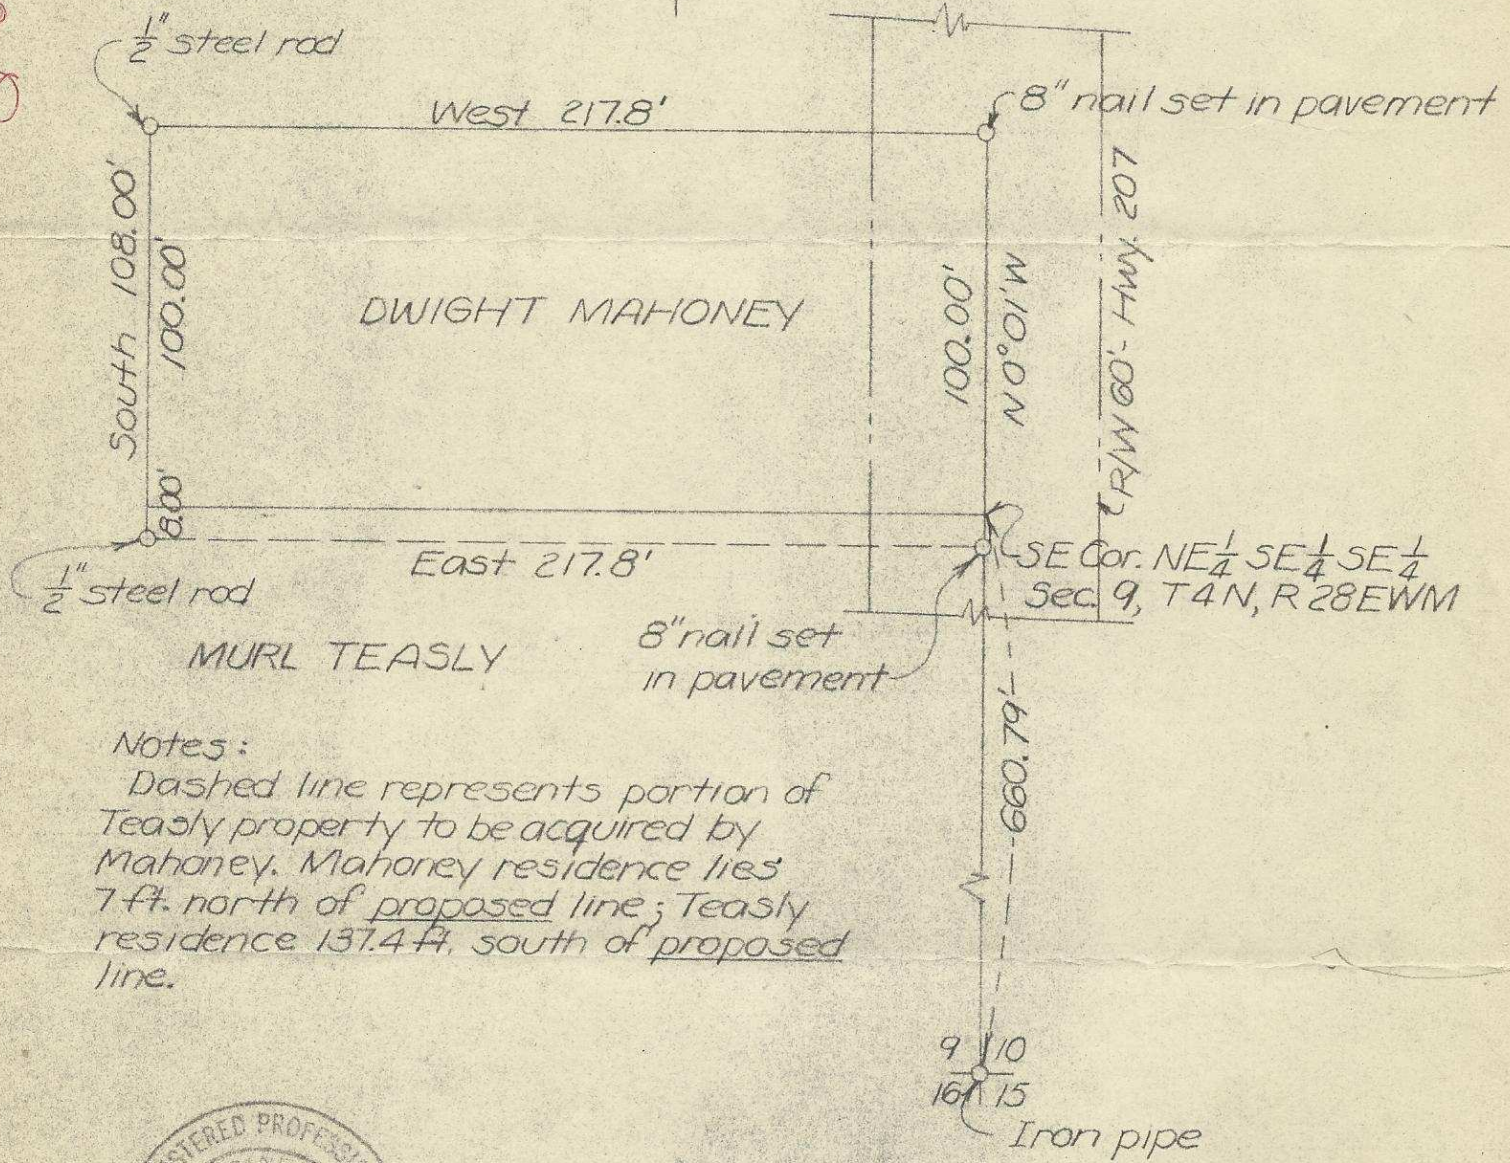 1/2" steel rod
West 217.8'
8" nail set in pavement
South 108.00'
100.00'
DWIGHT MAHONEY
100.00'
N 0°01'W
R/W 60'- Hwy. 207
8.00'
East 217.8'
SE Cor. NE 1/4 SE 1/4 SE 1/4
Sec. 9, T 4 N, R 28 EWM
1/2" steel rod
MURL TEASLY
8" nail set
in pavement
660.79'
Notes:
Dashed line represents portion of
Teasly property to be acquired by
Mahoney. Mahoney residence lies
7 ft. north of proposed line; Teasly
residence 137.4 ft. south of proposed
line.
9 10
16 15
Iron pipe